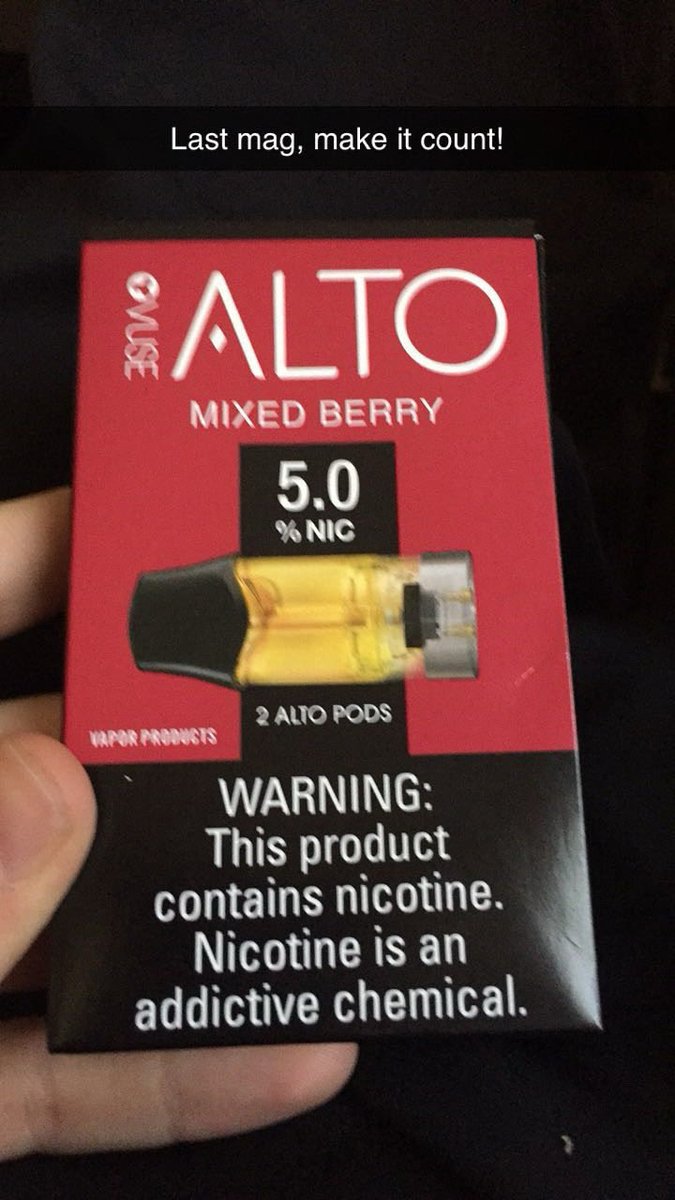 Last mag, make it count!
VUSE
ALTO
MIXED BERRY
5.0
% NIC
2 ALTO PODS
VAPOR PRODUCTS
WARNING:
This product
contains nicotine.
Nicotine is an
addictive chemical.